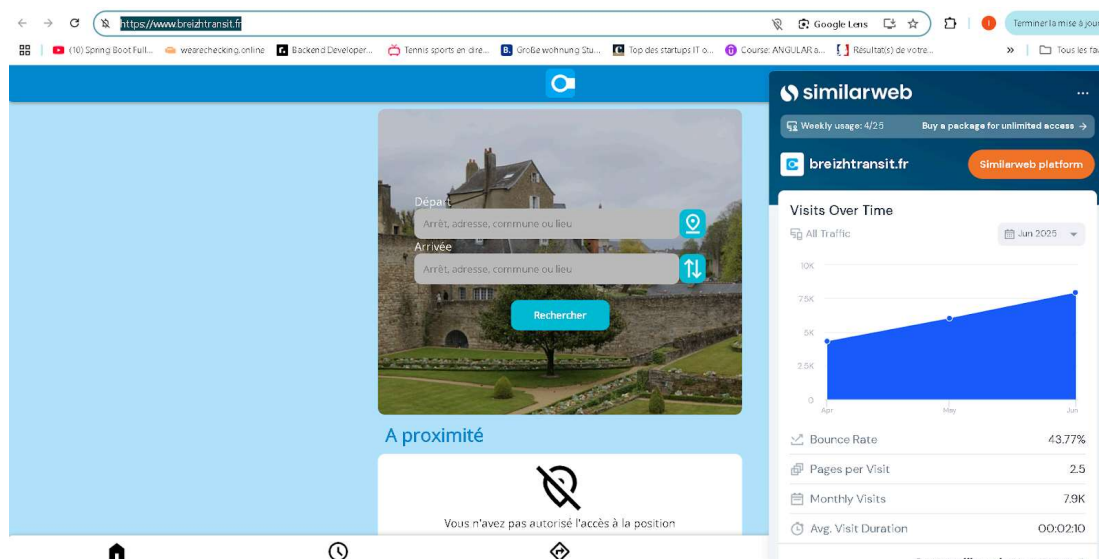 https://www.breizhtransit.fr
Google Lens
Terminer la mise à jour
(10) Spring Boot Full...
wearechecking.online
Backend Developer...
Tennis sports en dire...
Große wohnung Stu...
Top des startups IT o...
Course: ANGULAR a...
Résultat(s) de votre...
»
Tous les fav
similarweb
Weekly usage: 4/25
Buy a package for unlimited access →
breizhtransit.fr
Similarweb platform
Départ
Arrêt, adresse, commune ou lieu
Arrivée
Arrêt, adresse, commune ou lieu
Rechercher
A proximité
Vous n'avez pas autorisé l'accès à la position
Visits Over Time
All Traffic
Jun 2025
10K
7.5K
5K
2.5K
0
Apr
May
Jun
Bounce Rate
43.77%
Pages per Visit
2.5
Monthly Visits
7.9K
Avg. Visit Duration
00:02:10